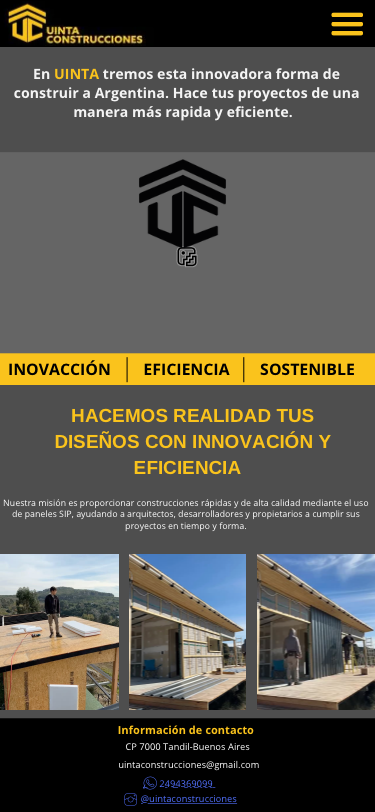 UINTA
CONSTRUCCIONES
En UINTA tremos esta innovadora forma de
construir a Argentina. Hace tus proyectos de una
manera más rapida y eficiente.
INOVACCIÓN | EFICIENCIA | SOSTENIBLE
HACEMOS REALIDAD TUS
DISEÑOS CON INNOVACIÓN Y
EFICIENCIA
Nuestra misión es proporcionar construcciones rápidas y de alta calidad mediante el uso
de paneles SIP, ayudando a arquitectos, desarrolladores y propietarios a cumplir sus
proyectos en tiempo y forma.
Información de contacto
CP 7000 Tandil-Buenos Aires
uintaconstrucciones@gmail.com
2494369099
@uintaconstrucciones